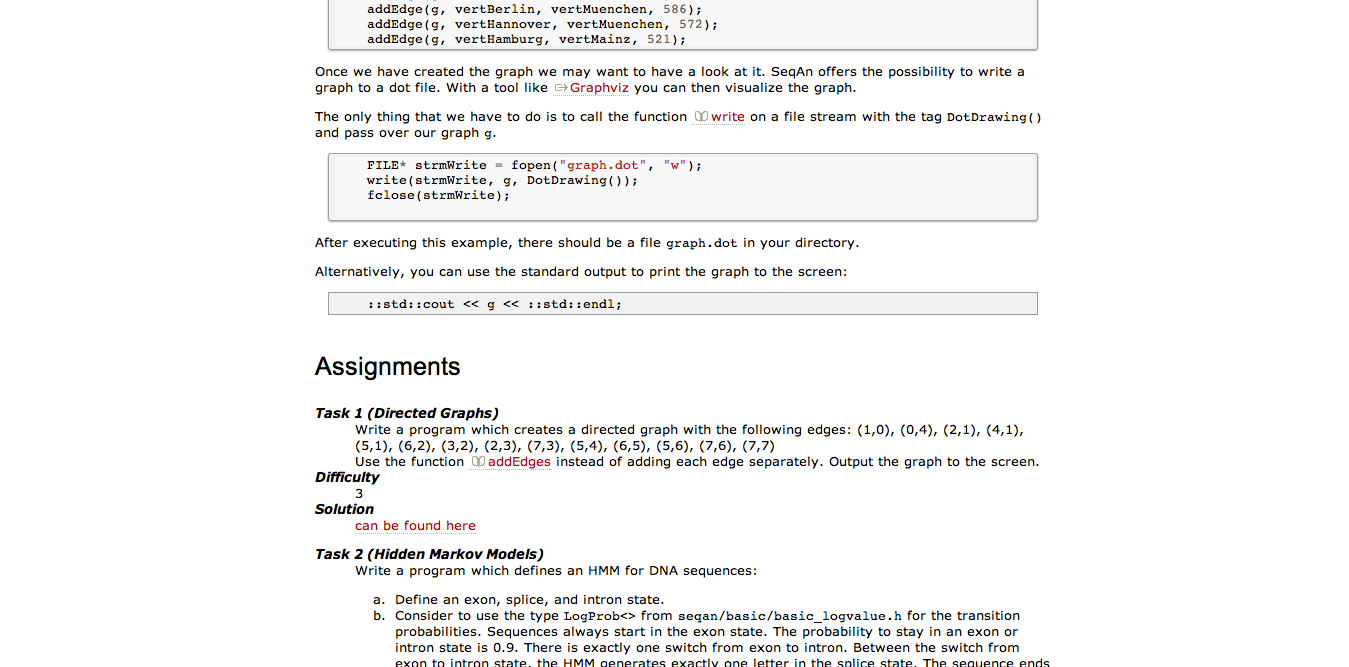 addEdge(g, vertBerlin, vertMuenchen, 586);
addEdge(g, vertHannover, vertMuenchen, 572);
addEdge(g, vertHamburg, vertMainz, 521);
Once we have created the graph we may want to have a look at it. SeqAn offers the possibility to write a
graph to a dot file. With a tool like Graphviz you can then visualize the graph.
The only thing that we have to do is to call the function write on a file stream with the tag DotDrawing()
and pass over our graph g.
FILE* strmWrite = fopen("graph.dot", "w");
write(strmWrite, g, DotDrawing());
fclose(strmWrite);
After executing this example, there should be a file graph.dot in your directory.
Alternatively, you can use the standard output to print the graph to the screen:
::std::cout << g << ::std::endl;
Assignments
Task 1 (Directed Graphs)
Write a program which creates a directed graph with the following edges: (1,0), (0,4), (2,1), (4,1),
(5,1), (6,2), (3,2), (2,3), (7,3), (5,4), (6,5), (5,6), (7,6), (7,7)
Use the function addEdges instead of adding each edge separately. Output the graph to the screen.
Difficulty
3
Solution
can be found here
Task 2 (Hidden Markov Models)
Write a program which defines an HMM for DNA sequences:
a. Define an exon, splice, and intron state.
b. Consider to use the type LogProb<> from seqan/basic/basic_logvalue.h for the transition
probabilities. Sequences always start in the exon state. The probability to stay in an exon or
intron state is 0.9. There is exactly one switch from exon to intron. Between the switch from
exon to intron state, the HMM generates exactly one letter in the splice state. The sequence ends